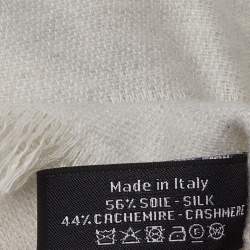 Made in Italy
56% SOIE - SILK
44% CACHEMIRE - CASHMERE